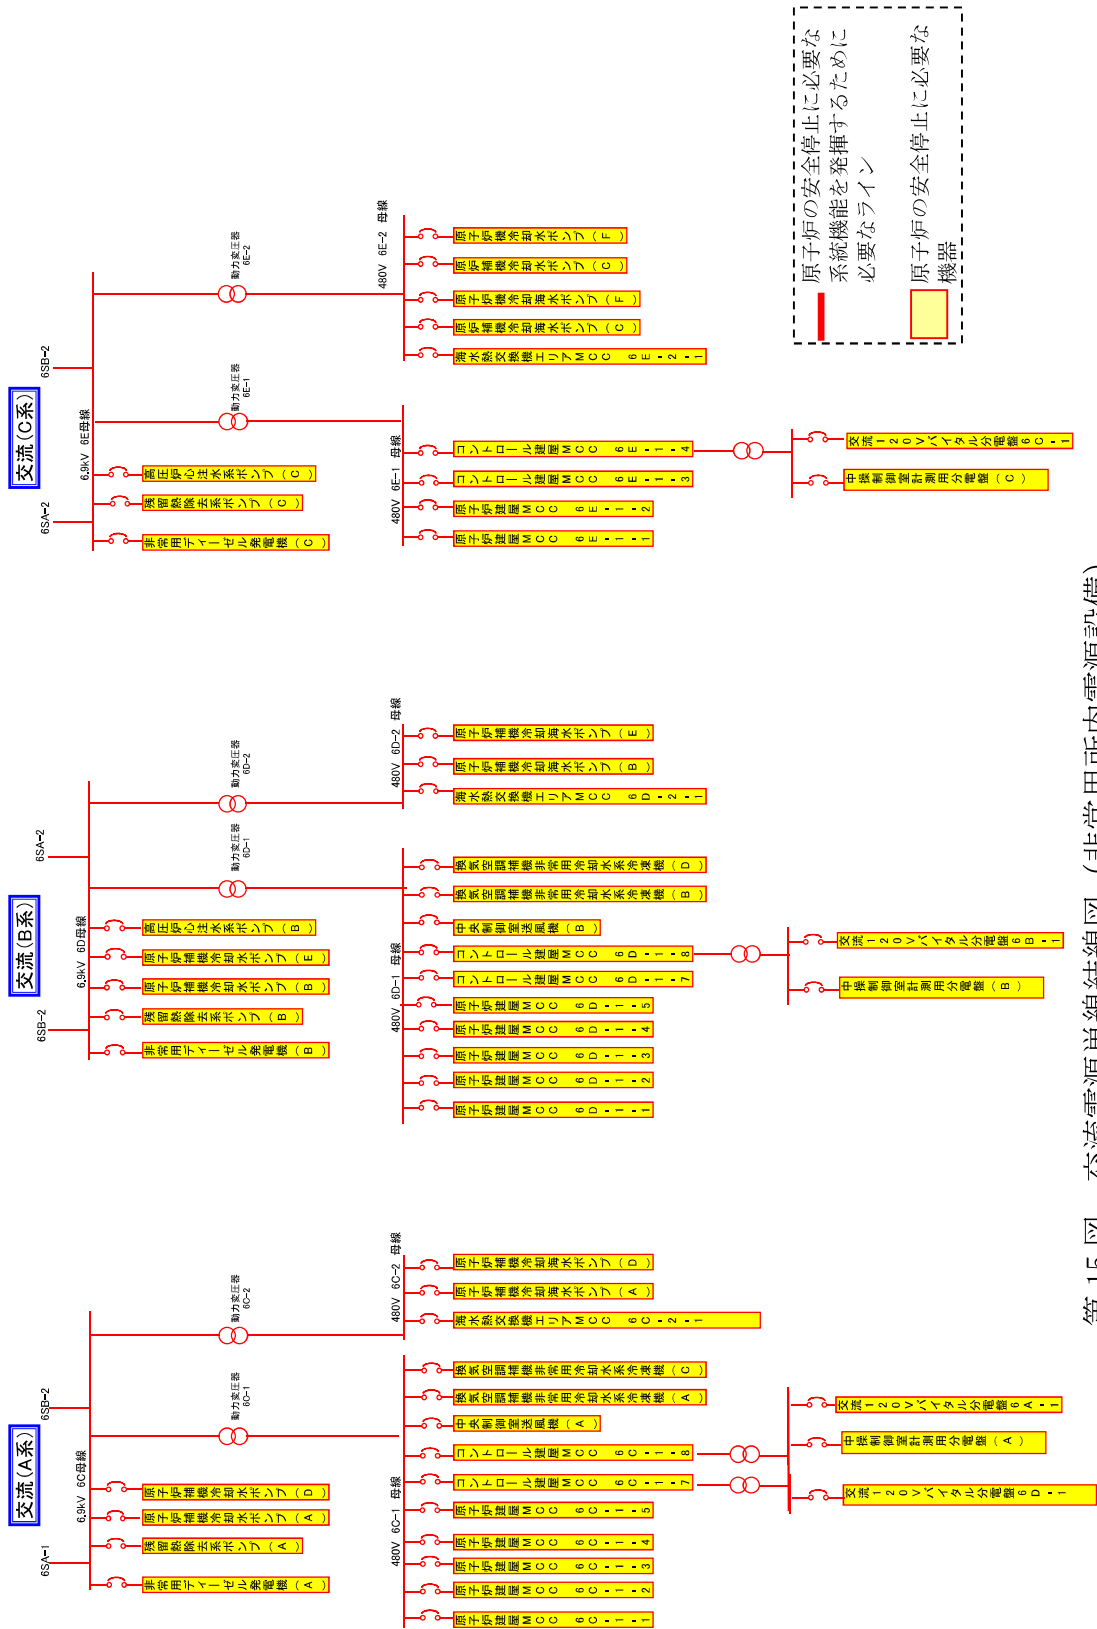 交流(A系)
6SA-1
6SB-2
6.9kV 6C母線
非常用ディーゼル発電機（A）
残留熱除去系ポンプ（A）
原子炉補機冷却水ポンプ（A）
原子炉補機冷却水ポンプ（D）
動力変圧器
6C-1
動力変圧器
6C-2
480V 6C-1 母線
480V 6C-2 母線
原子炉建屋MCC 6C-1-1
原子炉建屋MCC 6C-1-2
原子炉建屋MCC 6C-1-3
原子炉建屋MCC 6C-1-4
原子炉建屋MCC 6C-1-5
コントロール建屋MCC 6C-1-7
コントロール建屋MCC 6C-1-8
中央制御室送風機（A）
換気空調補機非常用冷却水系冷凍機（A）
換気空調補機非常用冷却水系冷凍機（C）
海水熱交換機エリアMCC 6C-2-1
原子炉補機冷却海水ポンプ（A）
原子炉補機冷却海水ポンプ（D）
交流120Vバイタル分電盤6D-1
中操制御室計測用分電盤（A）
交流120Vバイタル分電盤6A-1
交流(B系)
6SB-2
6SA-2
6.9kV 6D母線
非常用ディーゼル発電機（B）
残留熱除去系ポンプ（B）
原子炉補機冷却水ポンプ（B）
原子炉補機冷却水ポンプ（E）
高圧炉心注水系ポンプ（B）
動力変圧器
6D-1
動力変圧器
6D-2
480V 6D-1 母線
480V 6D-2 母線
原子炉建屋MCC 6D-1-1
原子炉建屋MCC 6D-1-2
原子炉建屋MCC 6D-1-3
原子炉建屋MCC 6D-1-4
原子炉建屋MCC 6D-1-5
コントロール建屋MCC 6D-1-7
コントロール建屋MCC 6D-1-8
中央制御室送風機（B）
換気空調補機非常用冷却水系冷凍機（B）
換気空調補機非常用冷却水系冷凍機（D）
海水熱交換機エリアMCC 6D-2-1
原子炉補機冷却海水ポンプ（B）
原子炉補機冷却海水ポンプ（E）
中操制御室計測用分電盤（B）
交流120Vバイタル分電盤6B-1
交流(C系)
6SA-2
6SB-2
6.9kV 6E母線
非常用ディーゼル発電機（C）
残留熱除去系ポンプ（C）
高圧炉心注水系ポンプ（C）
動力変圧器
6E-1
動力変圧器
6E-2
480V 6E-1 母線
480V 6E-2 母線
原子炉建屋MCC 6E-1-1
原子炉建屋MCC 6E-1-2
コントロール建屋MCC 6E-1-3
コントロール建屋MCC 6E-1-4
海水熱交換機エリアMCC 6E-2-1
原炉補機冷却海水ポンプ（C）
原子炉機冷却海水ポンプ（F）
原炉補機冷却水ポンプ（C）
原子炉機冷却水ポンプ（F）
中操制御室計測用分電盤（C）
交流120Vバイタル分電盤6C-1
原子炉の安全停止に必要な
系統機能を発揮するために
必要なライン
原子炉の安全停止に必要な
機器
第 15 図 交流電源単線結線図（非常用所内電源設備）